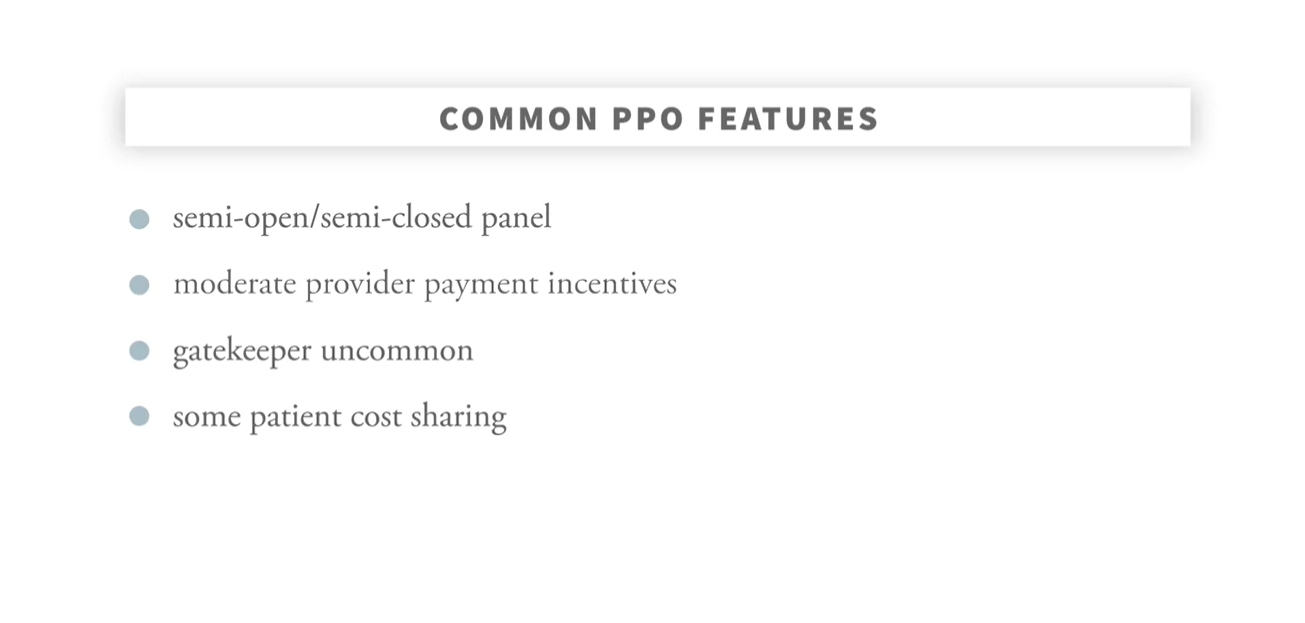 COMMON PPO FEATURES
semi-open/semi-closed panel
moderate provider payment incentives
gatekeeper uncommon
some patient cost sharing